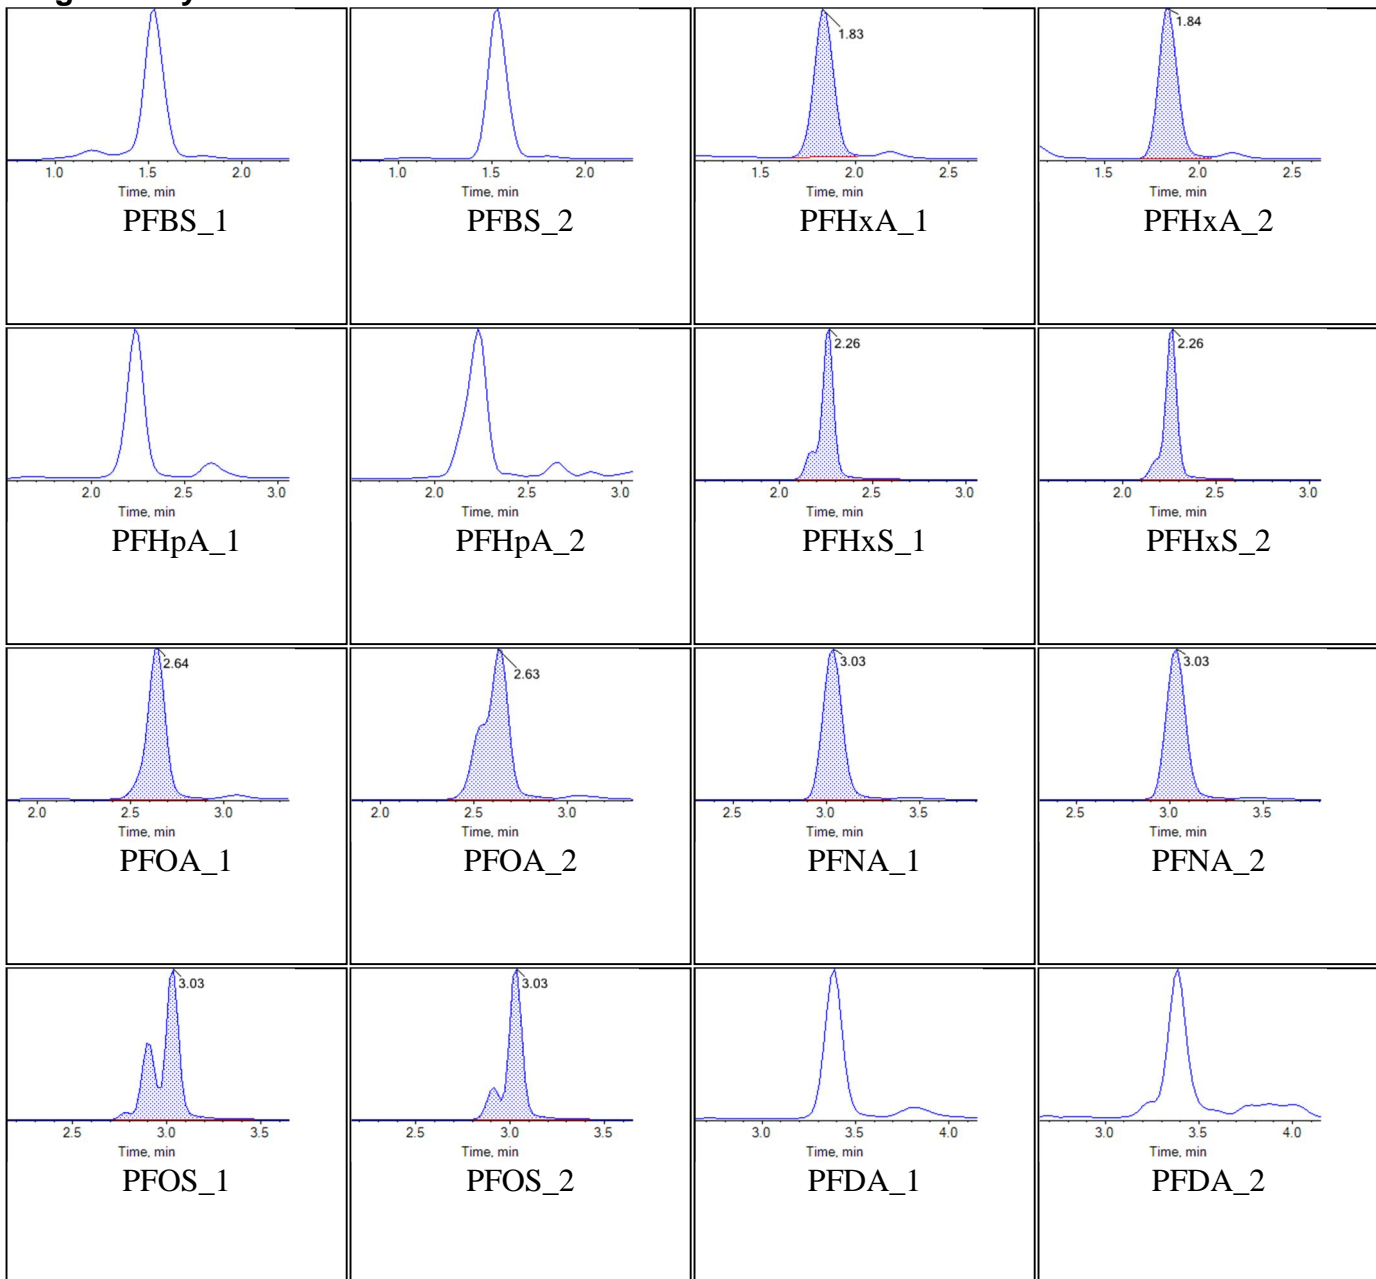 1.83
1.84
1.0 1.5 2.0
1.0 1.5 2.0
1.5 2.0 2.5
1.5 2.0 2.5
Time, min
Time, min
Time, min
Time, min
PFBS_1
PFBS_2
PFHxA_1
PFHxA_2
2.26
2.26
2.0 2.5 3.0
2.0 2.5 3.0
2.0 2.5 3.0
2.0 2.5 3.0
Time, min
Time, min
Time, min
Time, min
PFHpA_1
PFHpA_2
PFHxS_1
PFHxS_2
2.64
2.63
3.03
3.03
2.0 2.5 3.0
2.0 2.5 3.0
2.5 3.0 3.5
2.5 3.0 3.5
Time, min
Time, min
Time, min
Time, min
PFOA_1
PFOA_2
PFNA_1
PFNA_2
3.03
3.03
2.5 3.0 3.5
2.5 3.0 3.5
3.0 3.5 4.0
3.0 3.5 4.0
Time, min
Time, min
Time, min
Time, min
PFOS_1
PFOS_2
PFDA_1
PFDA_2